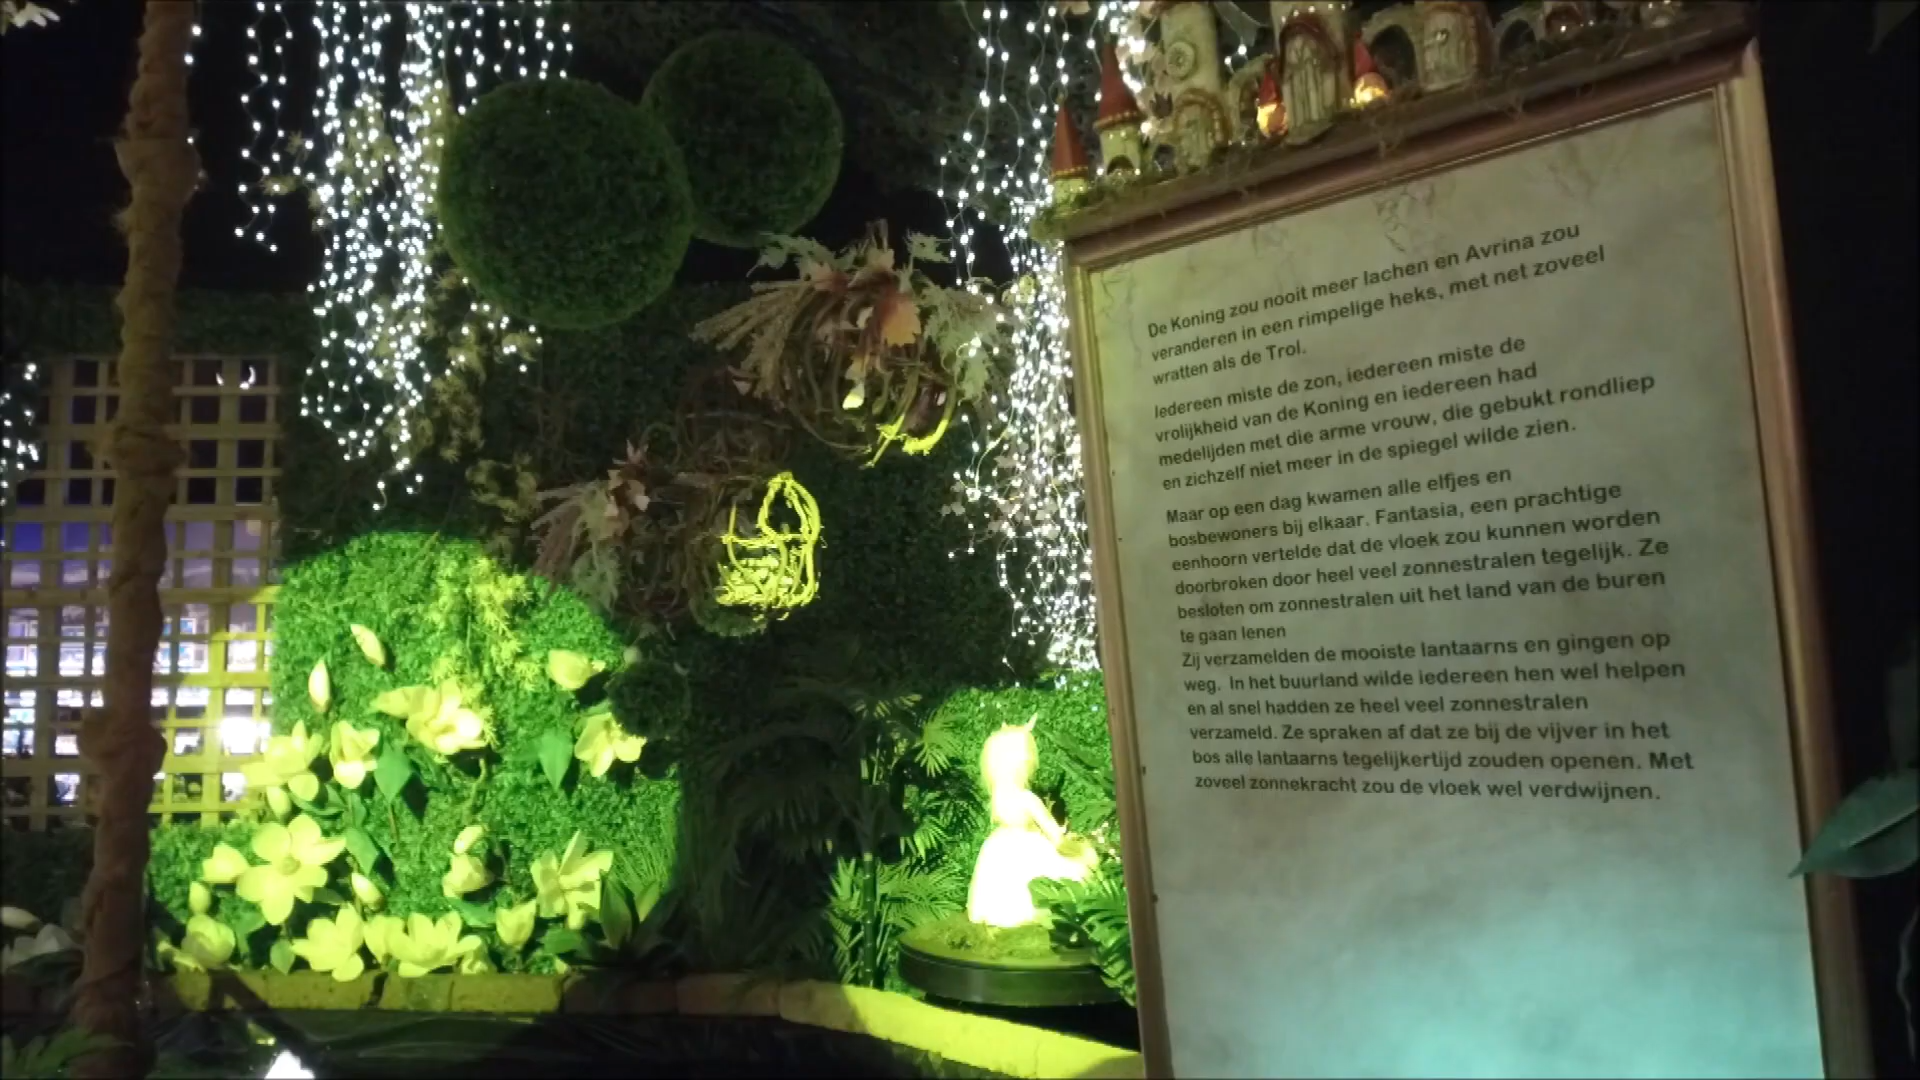 De Koning zou nooit meer lachen en Avrina zou
veranderen in een rimpelige heks, met net zoveel
wratten als de Trol.
Iedereen miste de zon, iedereen miste de
vrolijkheid van de Koning en iedereen had
medelijden met die arme vrouw, die gebukt rondliep
en zichzelf niet meer in de spiegel wilde zien.
Maar op een dag kwamen alle elfjes en
bosbewoners bij elkaar. Fantasia, een prachtige
eenhoorn vertelde dat de vloek zou kunnen worden
doorbroken door heel veel zonnestralen tegelijk. Ze
besloten om zonnestralen uit het land van de buren
te gaan lenen
Zij verzamelden de mooiste lantaarns en gingen op
weg. In het buurland wilde iedereen hen wel helpen
en al snel hadden ze heel veel zonnestralen
verzameld. Ze spraken af dat ze bij de vijver in het
bos alle lantaarns tegelijkertijd zouden openen. Met
zoveel zonnekracht zou de vloek wel verdwijnen.